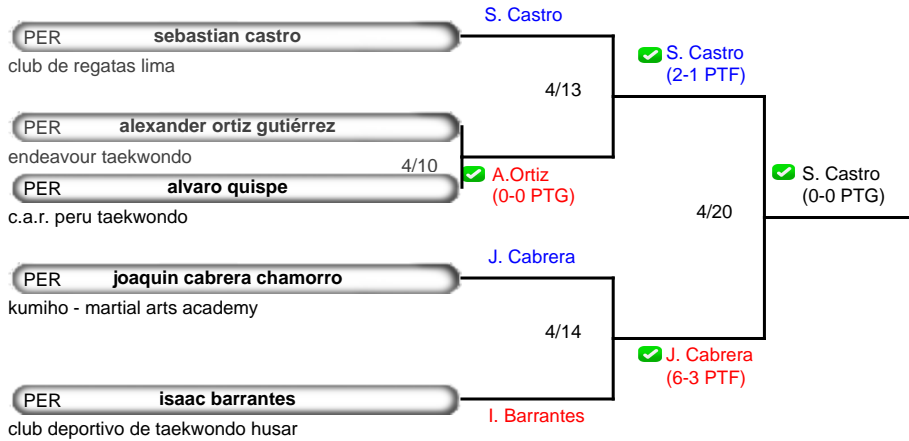 S. Castro
PER sebastian castro
club de regatas lima
S. Castro
(2-1 PTF)
4/13
PER alexander ortiz gutiérrez
endeavour taekwondo
4/10
A.Ortiz
(0-0 PTG)
PER alvaro quispe
c.a.r. peru taekwondo
S. Castro
(0-0 PTG)
4/20
J. Cabrera
PER joaquin cabrera chamorro
kumiho - martial arts academy
4/14
J. Cabrera
(6-3 PTF)
PER isaac barrantes
I. Barrantes
club deportivo de taekwondo husar